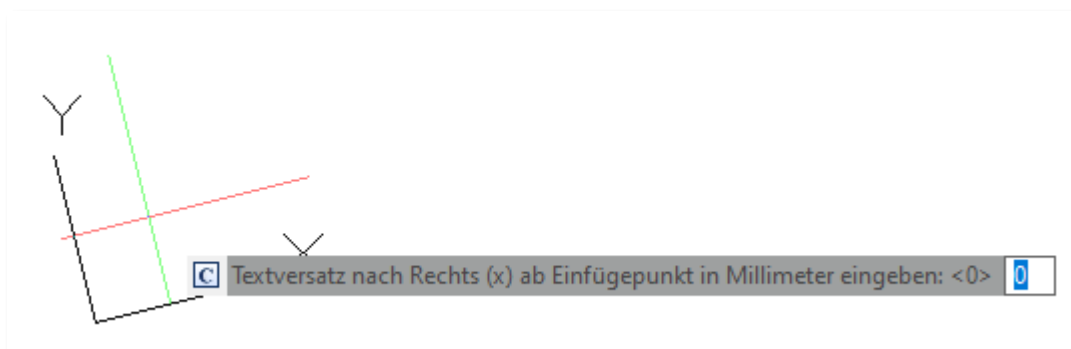 Y
X
C Textversatz nach Rechts (x) ab Einfügepunkt in Millimeter eingeben: <0> 0